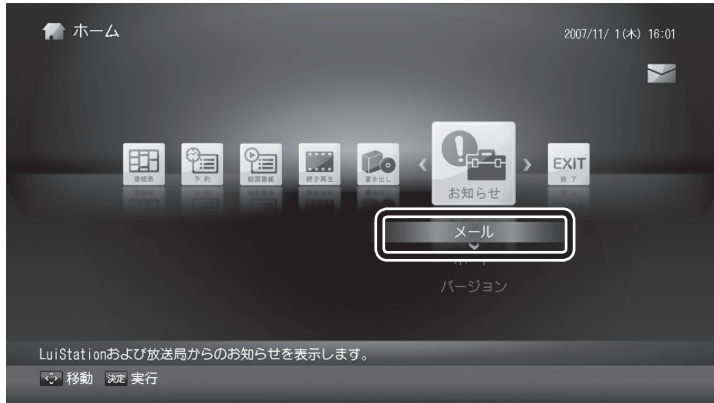 ホーム
2007/11/ 1(木) 16:01
番組表
予 約
録画番組
続き再生
書き出し
お知らせ
EXIT
終 了
メール
バージョン
LuiStationおよび放送局からのお知らせを表示します。
移動 決定 実行